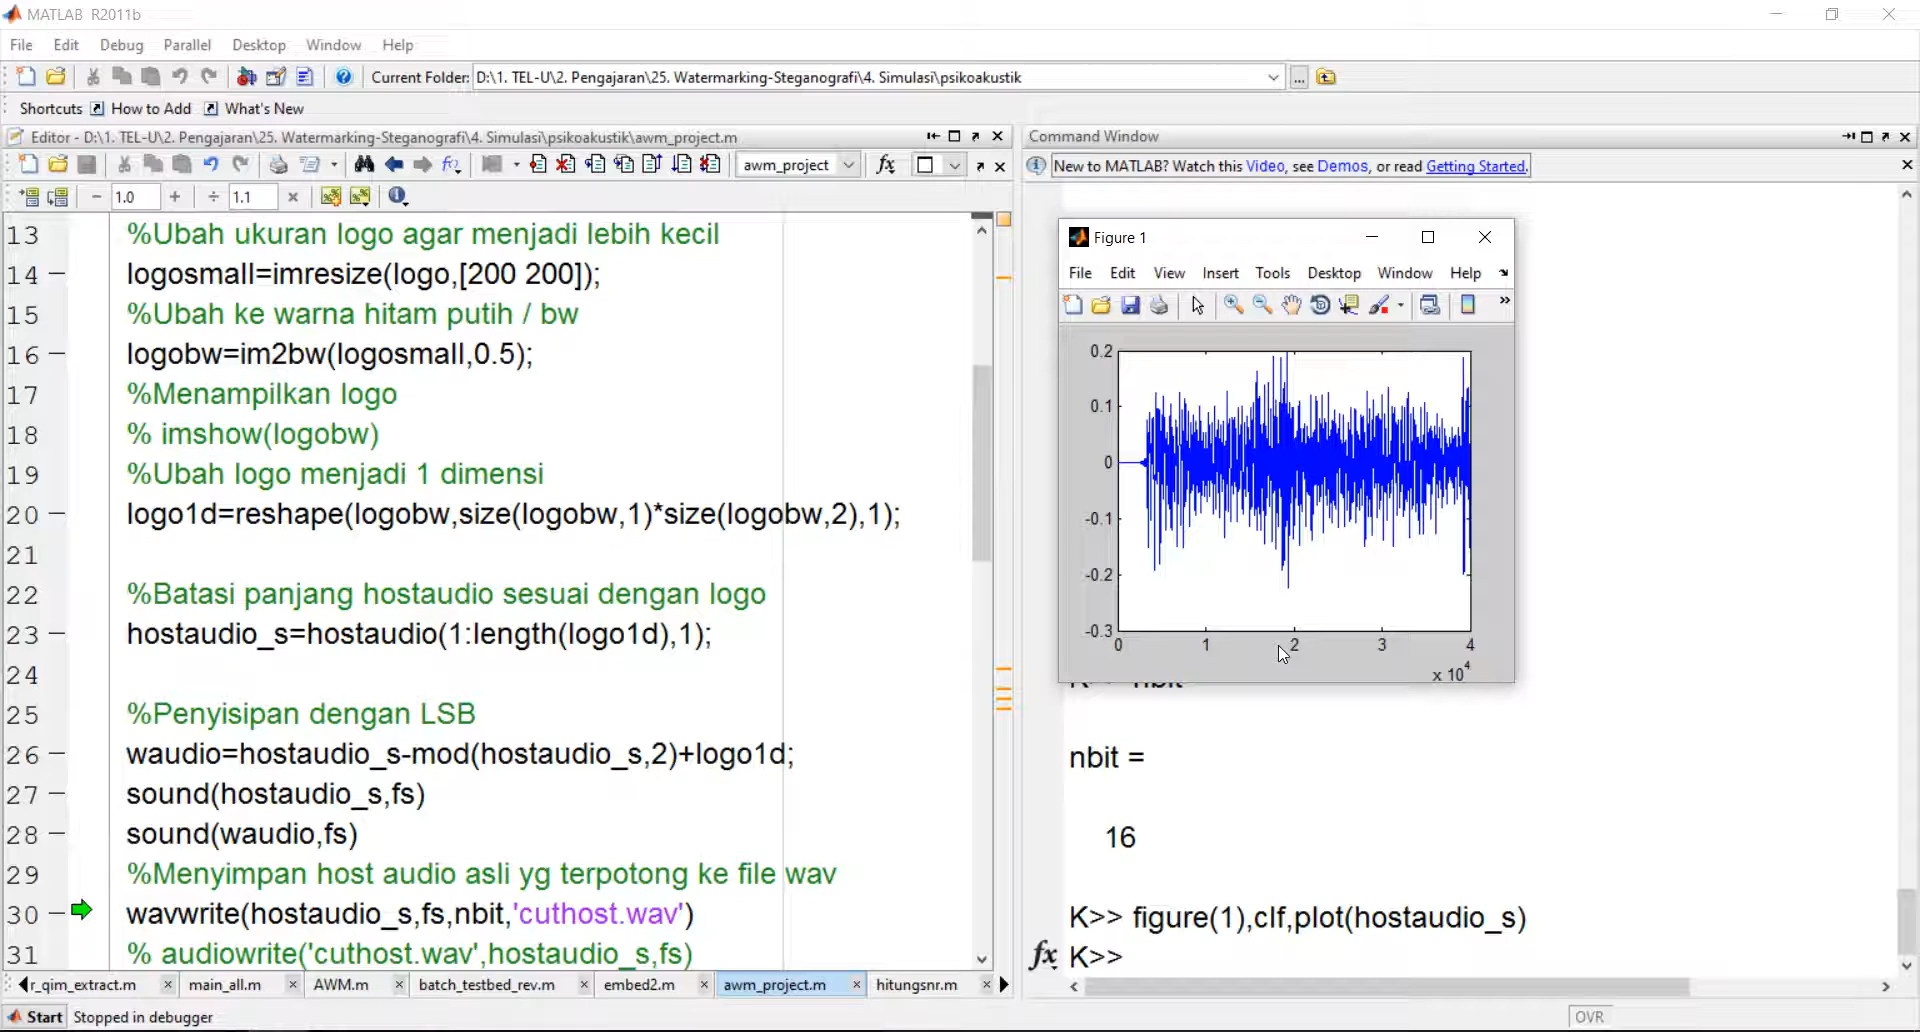 MATLAB R2011b
File Edit Debug Parallel Desktop Window Help
Current Folder: D:\1. TEL-U\2. Pengajaran\25. Watermarking-Steganografi\4. Simulasi\psikoakustik
Shortcuts How to Add What's New
Editor - D:\1. TEL-U\2. Pengajaran\25. Watermarking-Steganografi\4. Simulasi\psikoakustik\awm_project.m
awm_project
1.0 1.1
13 %Ubah ukuran logo agar menjadi lebih kecil
14 logosmall=imresize(logo,[200 200]);
15 %Ubah ke warna hitam putih / bw
16 logobw=im2bw(logosmall,0.5);
17 %Menampilkan logo
18 % imshow(logobw)
19 %Ubah logo menjadi 1 dimensi
20 logo1d=reshape(logobw,size(logobw,1)*size(logobw,2),1);
21
22 %Batasi panjang hostaudio sesuai dengan logo
23 hostaudio_s=hostaudio(1:length(logo1d),1);
24
25 %Penyisipan dengan LSB
26 waudio=hostaudio_s-mod(hostaudio_s,2)+logo1d;
27 sound(hostaudio_s,fs)
28 sound(waudio,fs)
29 %Menyimpan host audio asli yg terpotong ke file wav
30 wavwrite(hostaudio_s,fs,nbit,'cuthost.wav')
31 % audiowrite('cuthost.wav',hostaudio_s,fs)
r_qim_extract.m main_all.m AWM.m batch_testbed_rev.m embed2.m awm_project.m hitungsnr.m
Start Stopped in debugger
OVR
Command Window
New to MATLAB? Watch this Video, see Demos, or read Getting Started.
Figure 1
File Edit View Insert Tools Desktop Window Help
0.2
0.1
0
-0.1
-0.2
-0.3
0 1 2 3 4
x 10^4
nbit =
16
K>> figure(1),clf,plot(hostaudio_s)
fx K>>